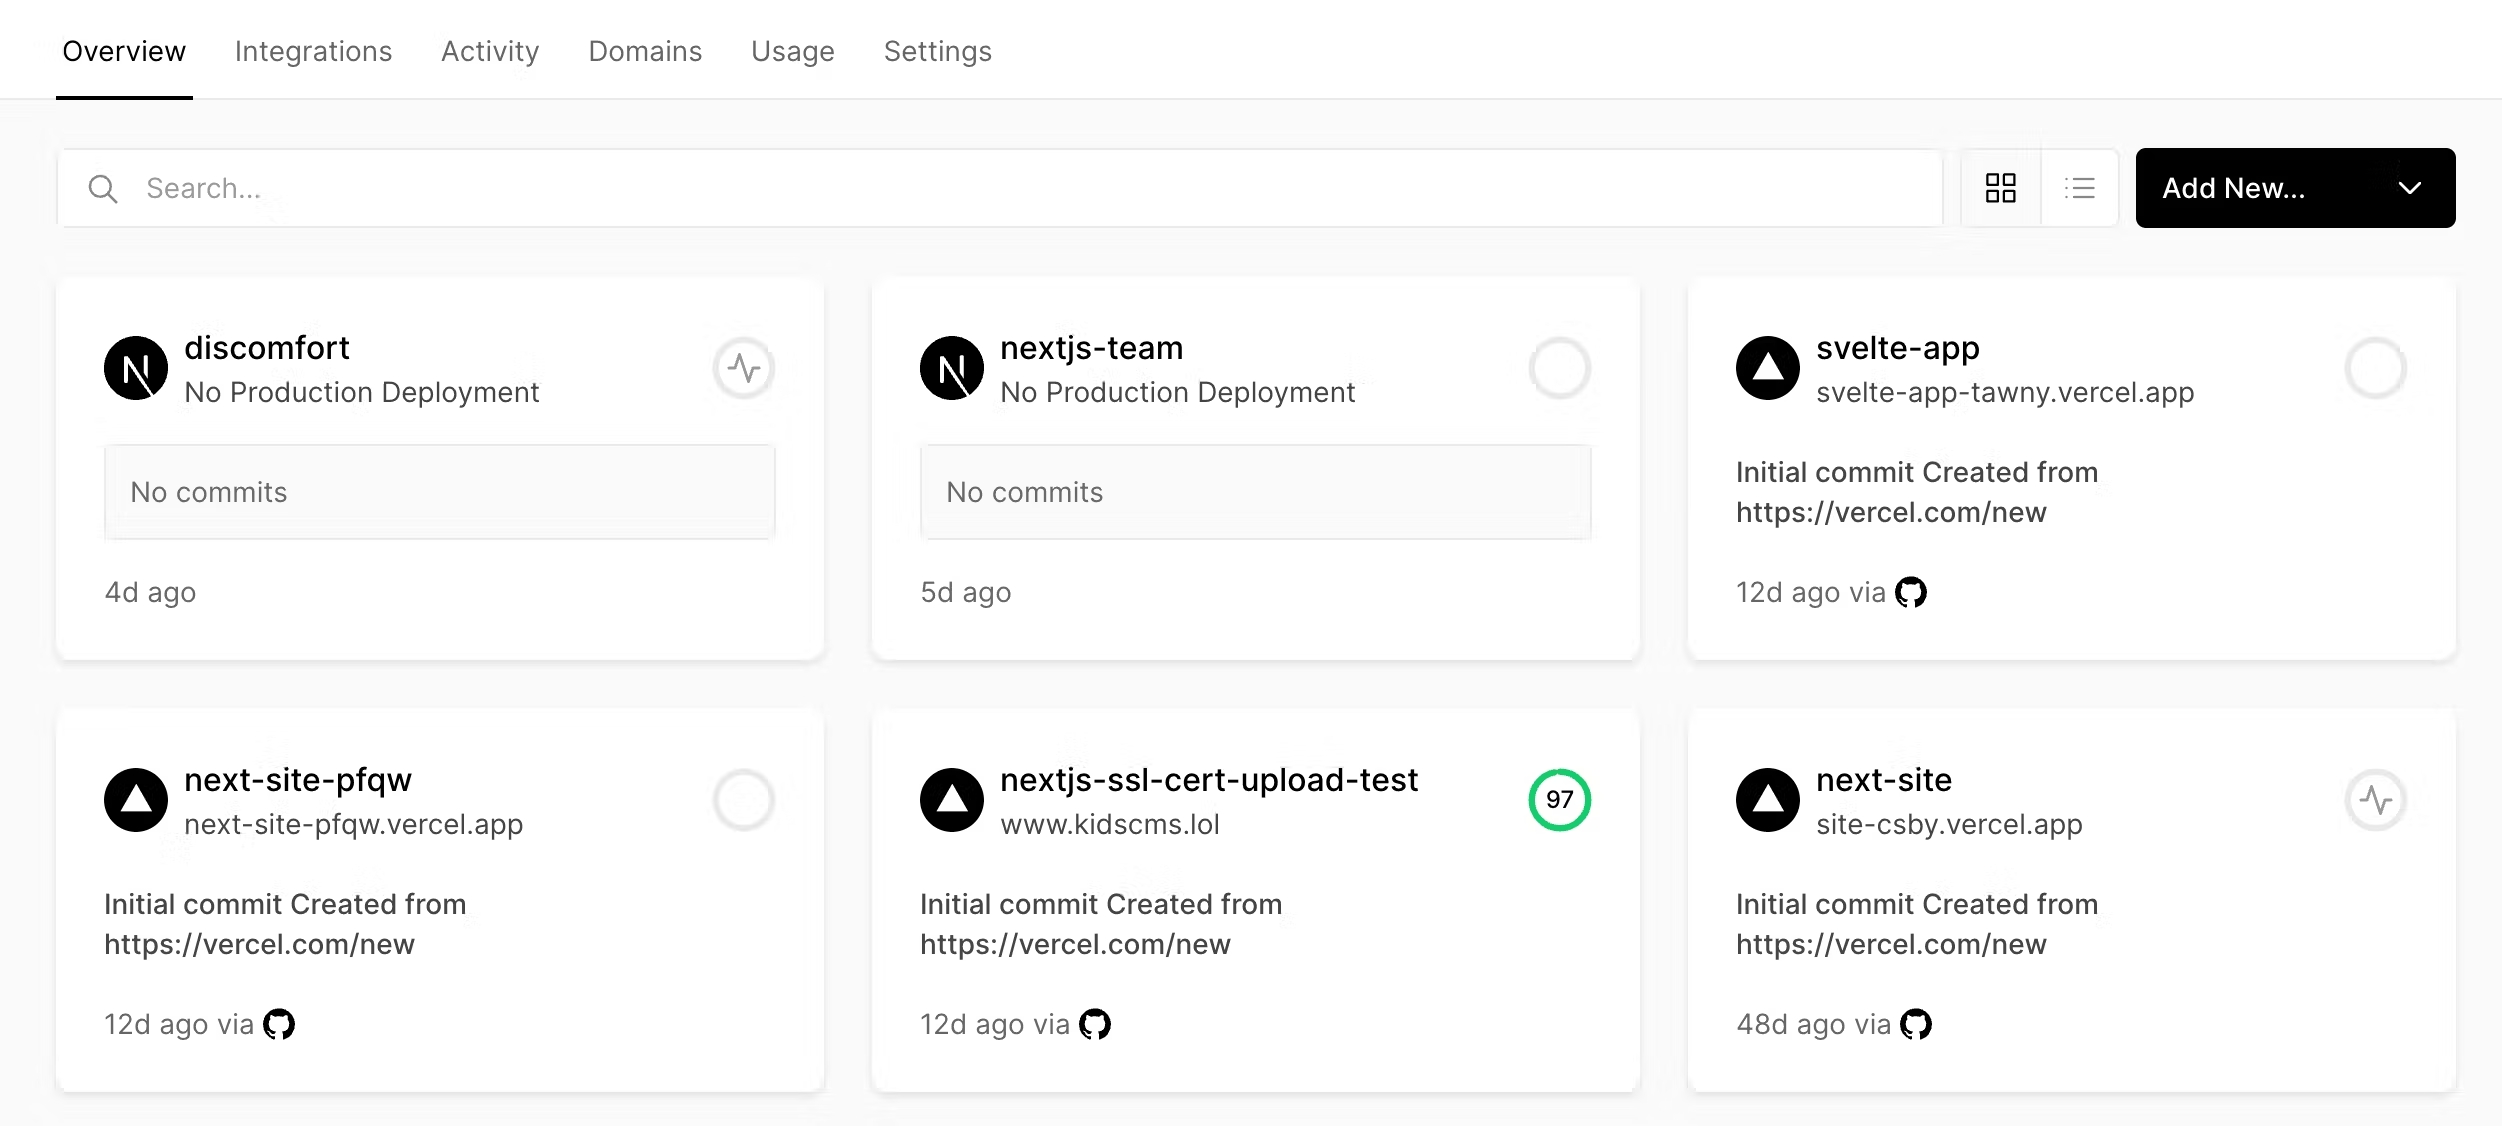 Overview Integrations Activity Domains Usage Settings
Search...
Add New...
discomfort
No Production Deployment
No commits
4d ago
nextjs-team
No Production Deployment
No commits
5d ago
svelte-app
svelte-app-tawny.vercel.app
Initial commit Created from
https://vercel.com/new
12d ago via
next-site-pfqw
next-site-pfqw.vercel.app
Initial commit Created from
https://vercel.com/new
12d ago via
nextjs-ssl-cert-upload-test
www.kidscms.lol
97
Initial commit Created from
https://vercel.com/new
12d ago via
next-site
site-csby.vercel.app
Initial commit Created from
https://vercel.com/new
48d ago via